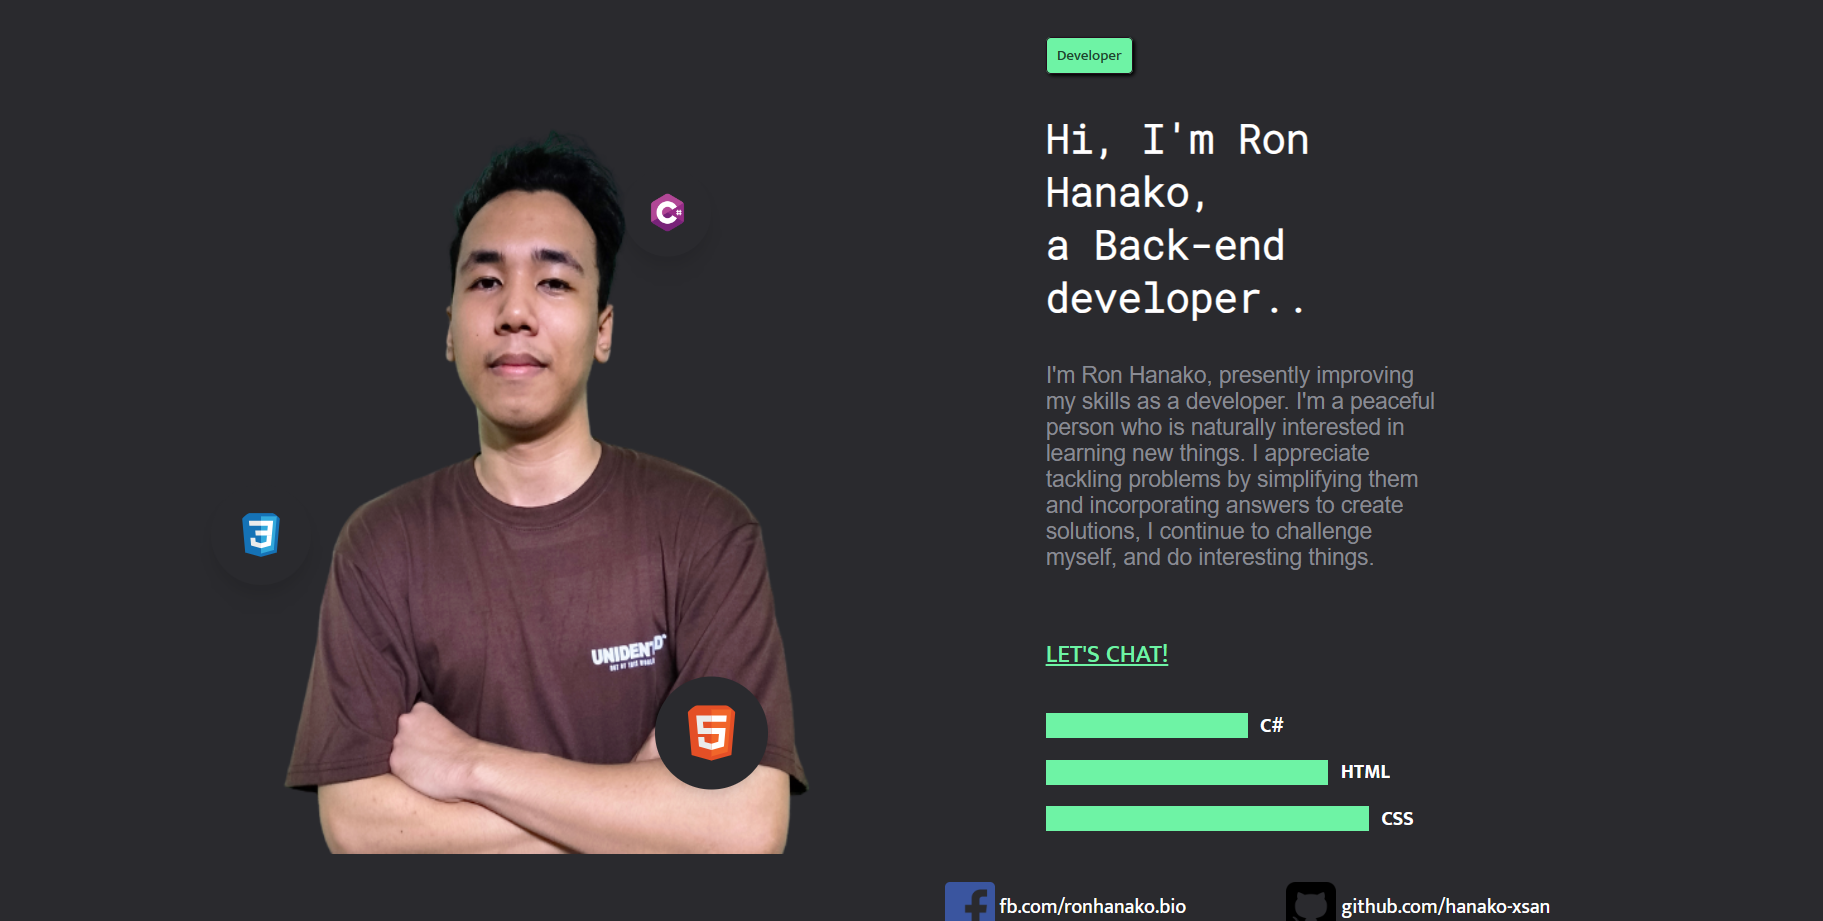 Developer
Hi, I'm Ron
Hanako,
a Back-end
developer..
I'm Ron Hanako, presently improving
my skills as a developer. I'm a peaceful
person who is naturally interested in
learning new things. I appreciate
tackling problems by simplifying them
and incorporating answers to create
solutions, I continue to challenge
myself, and do interesting things.
LET'S CHAT!
C#
HTML
CSS
fb.com/ronhanako.bio
github.com/hanako-xsan